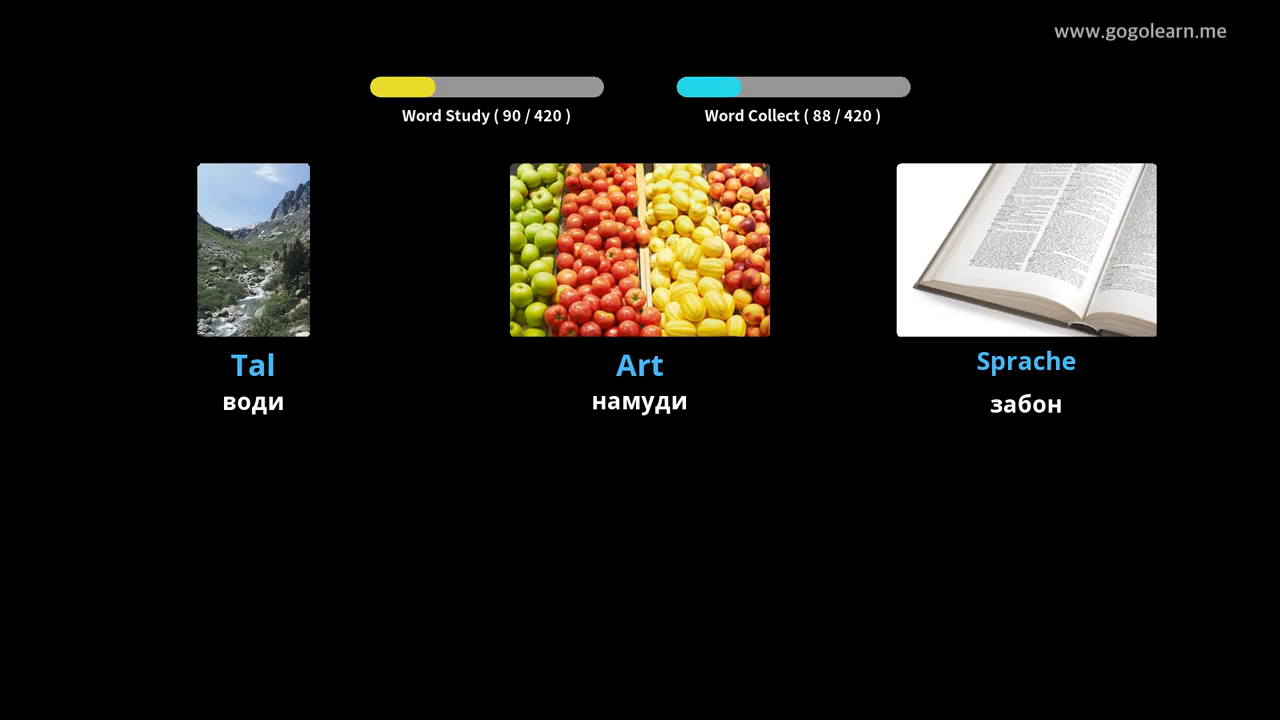 www.gogolearn.me
Word Study ( 90 / 420 )
Word Collect ( 88 / 420 )
Tal
Art
Sprache
води
намуди
забон